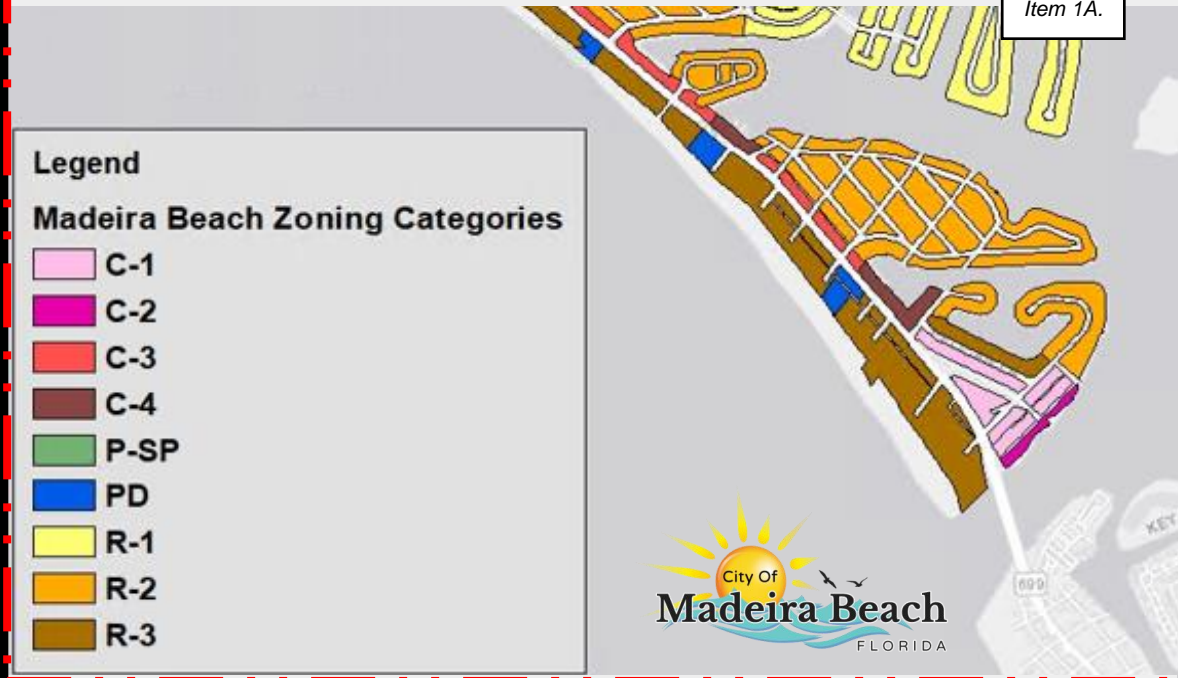 Item 1A.
Legend
Madeira Beach Zoning Categories
C-1
C-2
C-3
C-4
P-SP
PD
R-1
R-2
R-3
City Of
Madeira Beach
FLORIDA
KEY
699